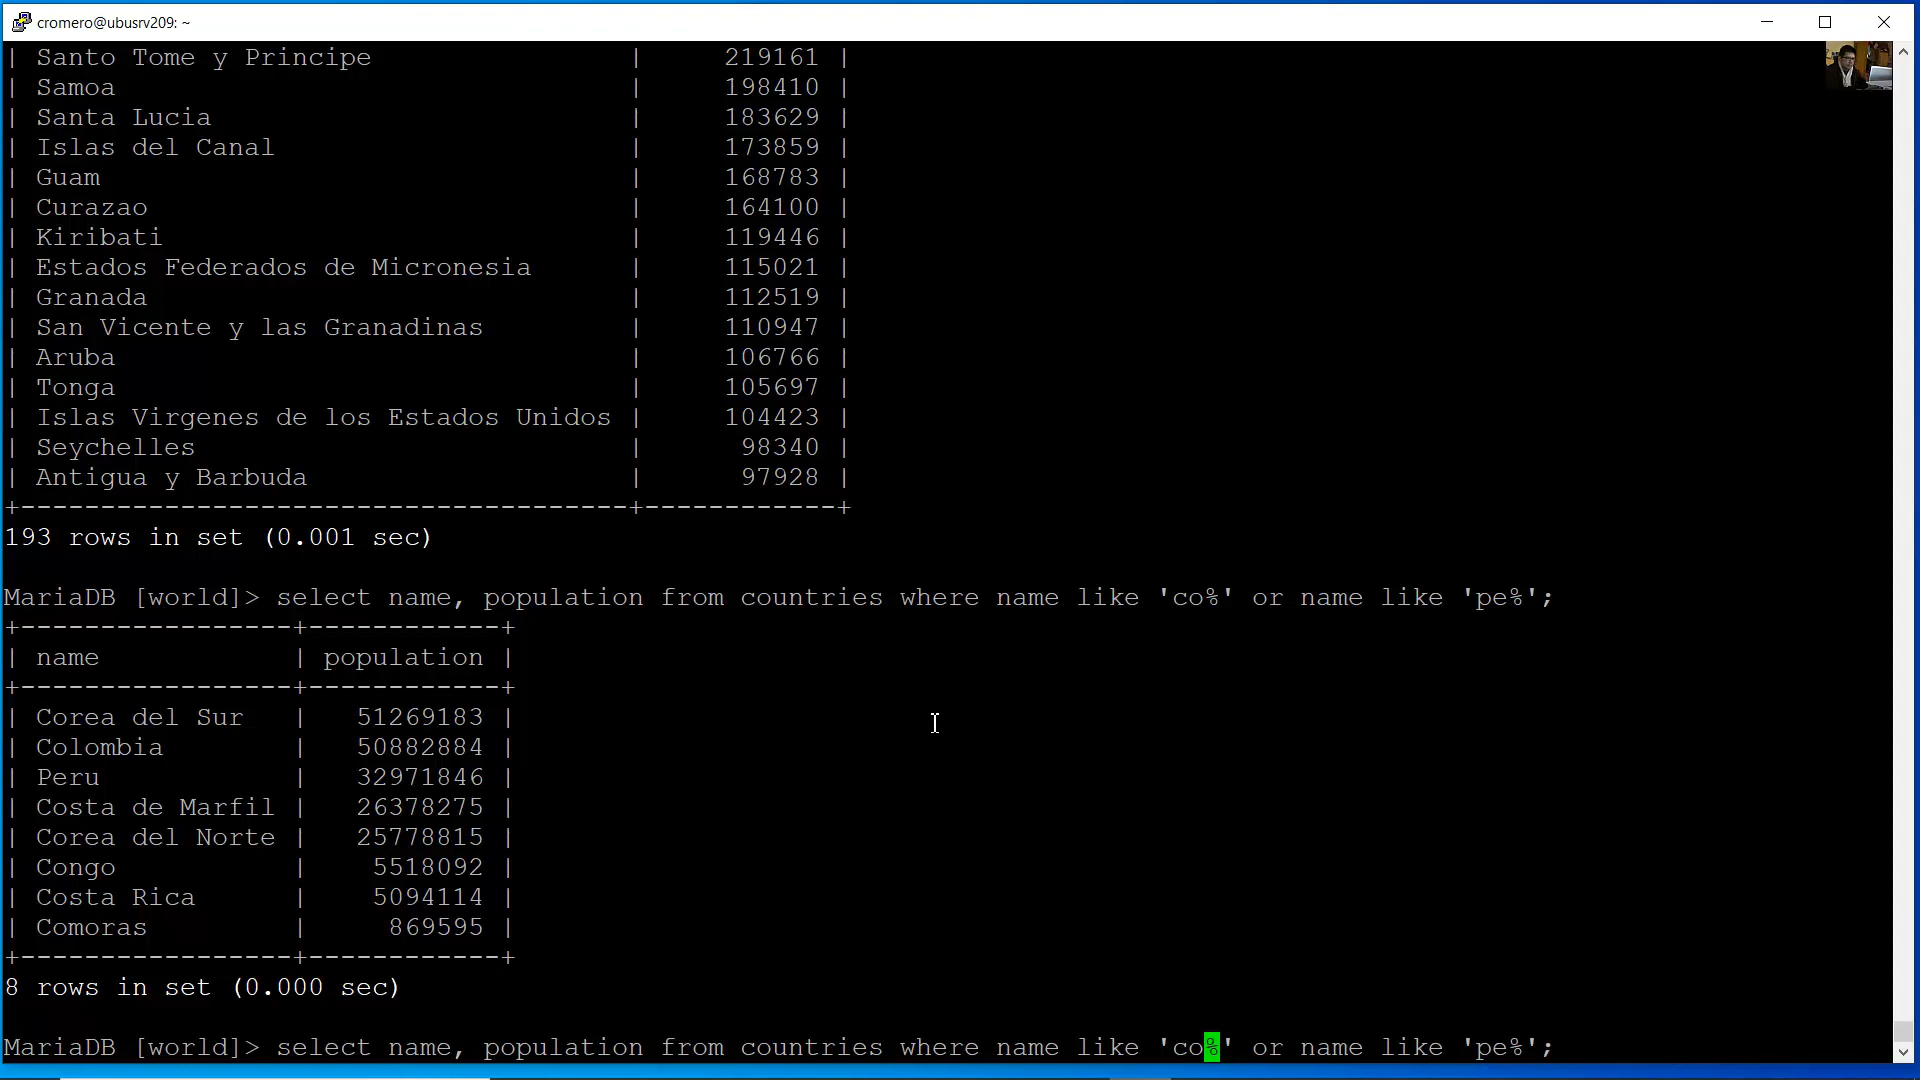 cromero@ubusrv209: ~
| Santo Tome y Principe                |     219161 |
| Samoa                                |     198410 |
| Santa Lucia                          |     183629 |
| Islas del Canal                      |     173859 |
| Guam                                 |     168783 |
| Curazao                              |     164100 |
| Kiribati                             |     119446 |
| Estados Federados de Micronesia      |     115021 |
| Granada                              |     112519 |
| San Vicente y las Granadinas         |     110947 |
| Aruba                                |     106766 |
| Tonga                                |     105697 |
| Islas Virgenes de los Estados Unidos |     104423 |
| Seychelles                           |      98340 |
| Antigua y Barbuda                    |      97928 |
+--------------------------------------+------------+
193 rows in set (0.001 sec)
MariaDB [world]> select name, population from countries where name like 'co%' or name like 'pe%';
+-----------------+------------+
| name            | population |
+-----------------+------------+
| Corea del Sur   |   51269183 |
| Colombia        |   50882884 |
| Peru            |   32971846 |
| Costa de Marfil |   26378275 |
| Corea del Norte |   25778815 |
| Congo           |    5518092 |
| Costa Rica      |    5094114 |
| Comoras         |     869595 |
+-----------------+------------+
8 rows in set (0.000 sec)
MariaDB [world]> select name, population from countries where name like 'co%' or name like 'pe%';